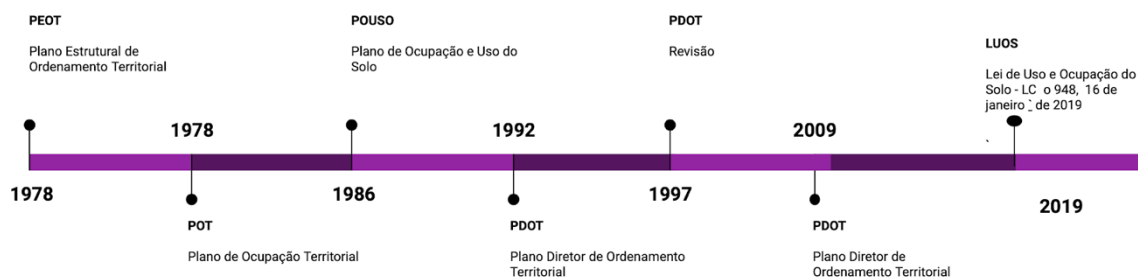 PEOT
Plano Estrutural de
Ordenamento Territorial
1978
1978
POT
Plano de Ocupação Territorial
POUSO
Plano de Ocupação e Uso do
Solo
1986
1992
PDOT
Plano Diretor de Ordenamento
Territorial
PDOT
Revisão
1997
2009
PDOT
Plano Diretor de
Ordenamento Territorial
LUOS
Lei de Uso e Ocupação do
Solo - LC o 948, 16 de
janeiro ` de 2019
`
2019